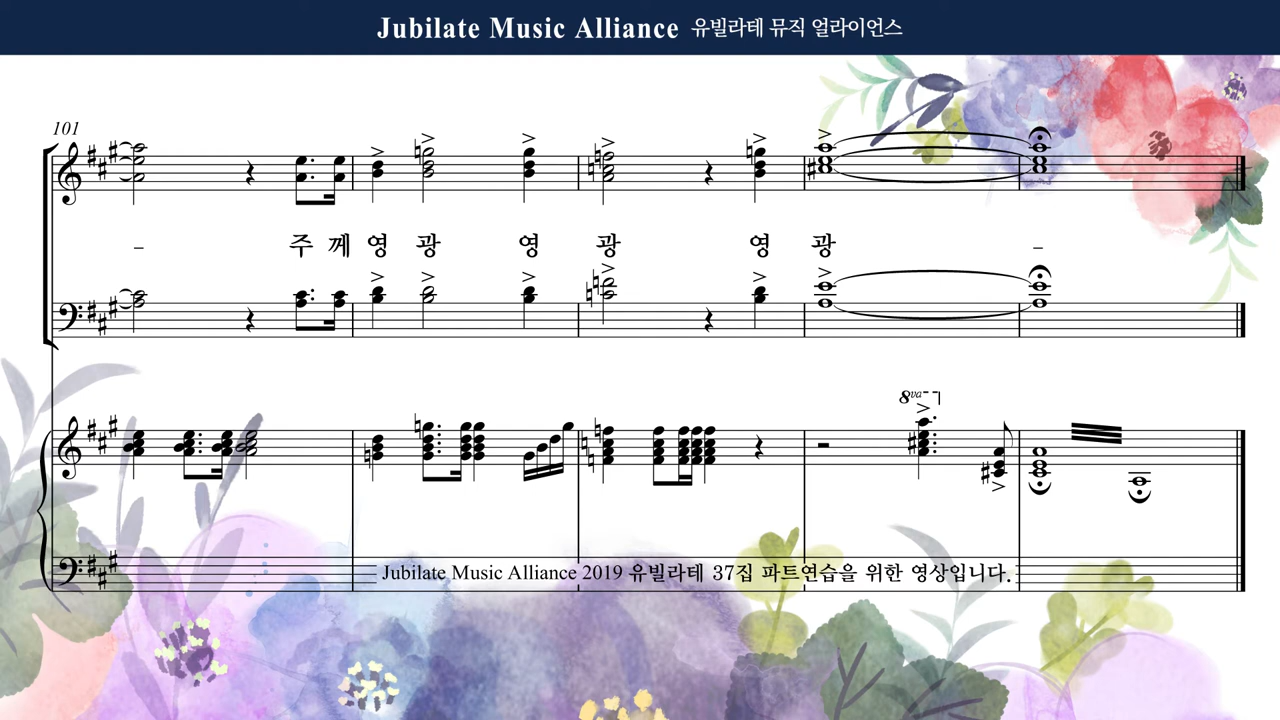 Jubilate Music Alliance 유빌라테 뮤직 얼라이언스
101
– 주 께 영 광 영 광 영 광 –
8va
Jubilate Music Alliance 2019 유빌라테 37집 파트연습을 위한 영상입니다.